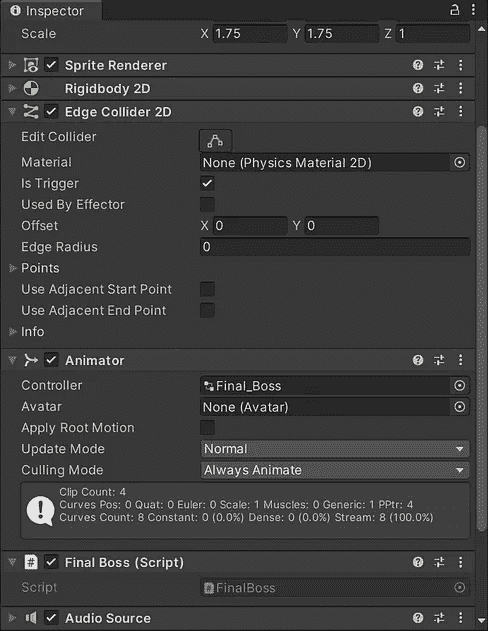 Inspector
Scale X 1.75 Y 1.75 Z 1
Sprite Renderer
Rigidbody 2D
Edge Collider 2D
Edit Collider
Material None (Physics Material 2D)
Is Trigger
Used By Effector
Offset X 0 Y 0
Edge Radius 0
Points
Use Adjacent Start Point
Use Adjacent End Point
Info
Animator
Controller Final_Boss
Avatar None (Avatar)
Apply Root Motion
Update Mode Normal
Culling Mode Always Animate
Clip Count: 4
Curves Pos: 0 Quat: 0 Euler: 0 Scale: 1 Muscles: 0 Generic: 1 PPtr: 4
Curves Count: 8 Constant: 0 (0.0%) Dense: 0 (0.0%) Stream: 8 (100.0%)
Final Boss (Script)
Script FinalBoss
Audio Source